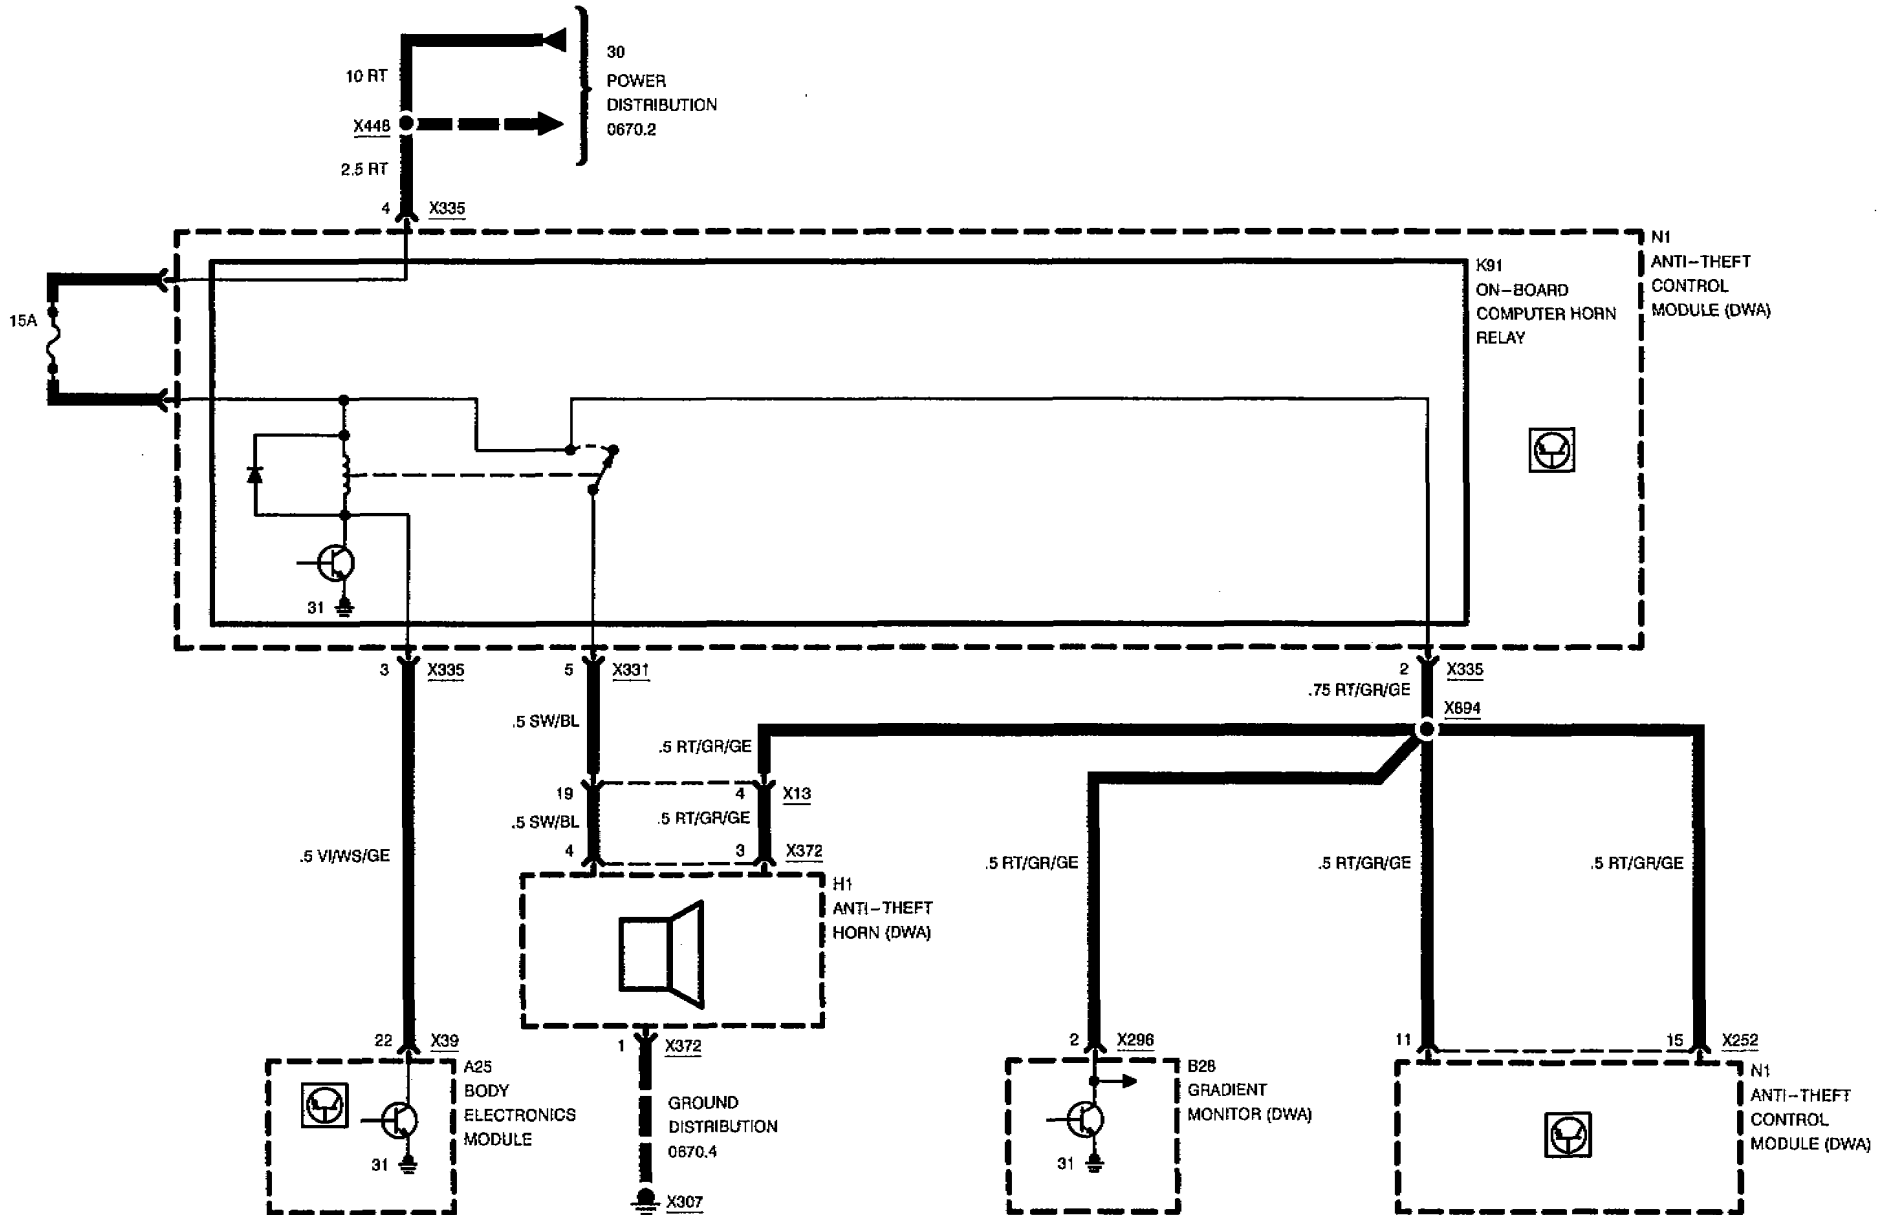 30
10 RT
POWER
DISTRIBUTION
0670.2
X448
2.5 RT
4
X335
N1
ANTI-THEFT
CONTROL
MODULE (DWA)
K91
ON-BOARD
COMPUTER HORN
RELAY
15A
31
3
X335
5
X331
2
X335
.75 RT/GR/GE
X894
.5 SW/BL
.5 RT/GR/GE
19
4
X13
.5 SW/BL
.5 RT/GR/GE
4
3
X372
.5 VI/WS/GE
.5 RT/GR/GE
.5 RT/GR/GE
.5 RT/GR/GE
H1
ANTI-THEFT
HORN (DWA)
22
X39
1
X372
2
X296
11
15
X252
A25
BODY
ELECTRONICS
MODULE
31
GROUND
DISTRIBUTION
0670.4
X307
B28
GRADIENT
MONITOR (DWA)
31
N1
ANTI-THEFT
CONTROL
MODULE (DWA)